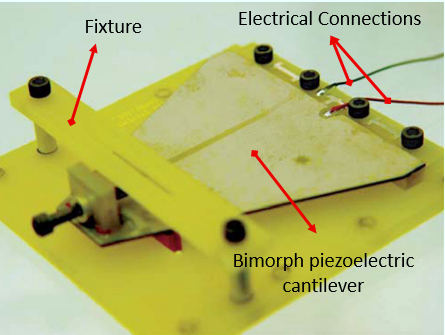 Fixture
Electrical Connections
Bimorph piezoelectric
cantilever